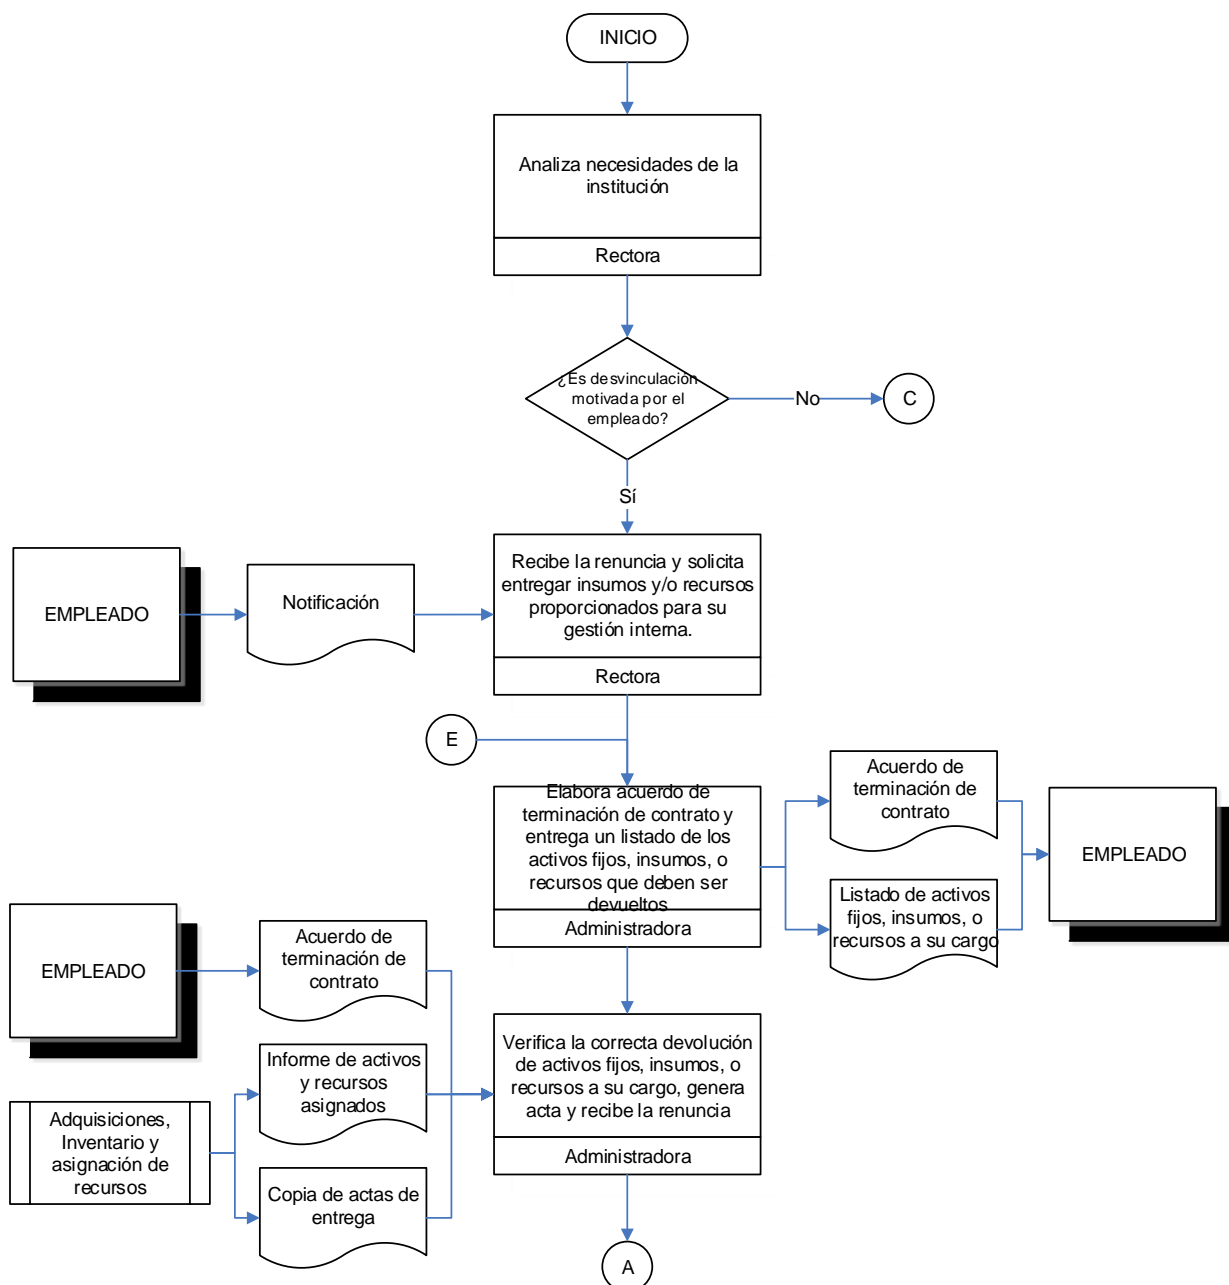 INICIO
Analiza necesidades de la
institución
Rectora
¿Es desvinculación
motivada por el
empleado?
No
C
Sí
EMPLEADO
Notificación
Recibe la renuncia y solicita
entregar insumos y/o recursos
proporcionados para su
gestión interna.
Rectora
E
Elabora acuerdo de
terminación de contrato y
entrega un listado de los
activos fijos, insumos, o
recursos que deben ser
devueltos
Administradora
Acuerdo de
terminación de
contrato
Listado de activos
fijos, insumos, o
recursos a su cargo
EMPLEADO
EMPLEADO
Acuerdo de
terminación de
contrato
Informe de activos
y recursos
asignados
Adquisiciones,
Inventario y
asignación de
recursos
Copia de actas de
entrega
Verifica la correcta devolución
de activos fijos, insumos, o
recursos a su cargo, genera
acta y recibe la renuncia
Administradora
A